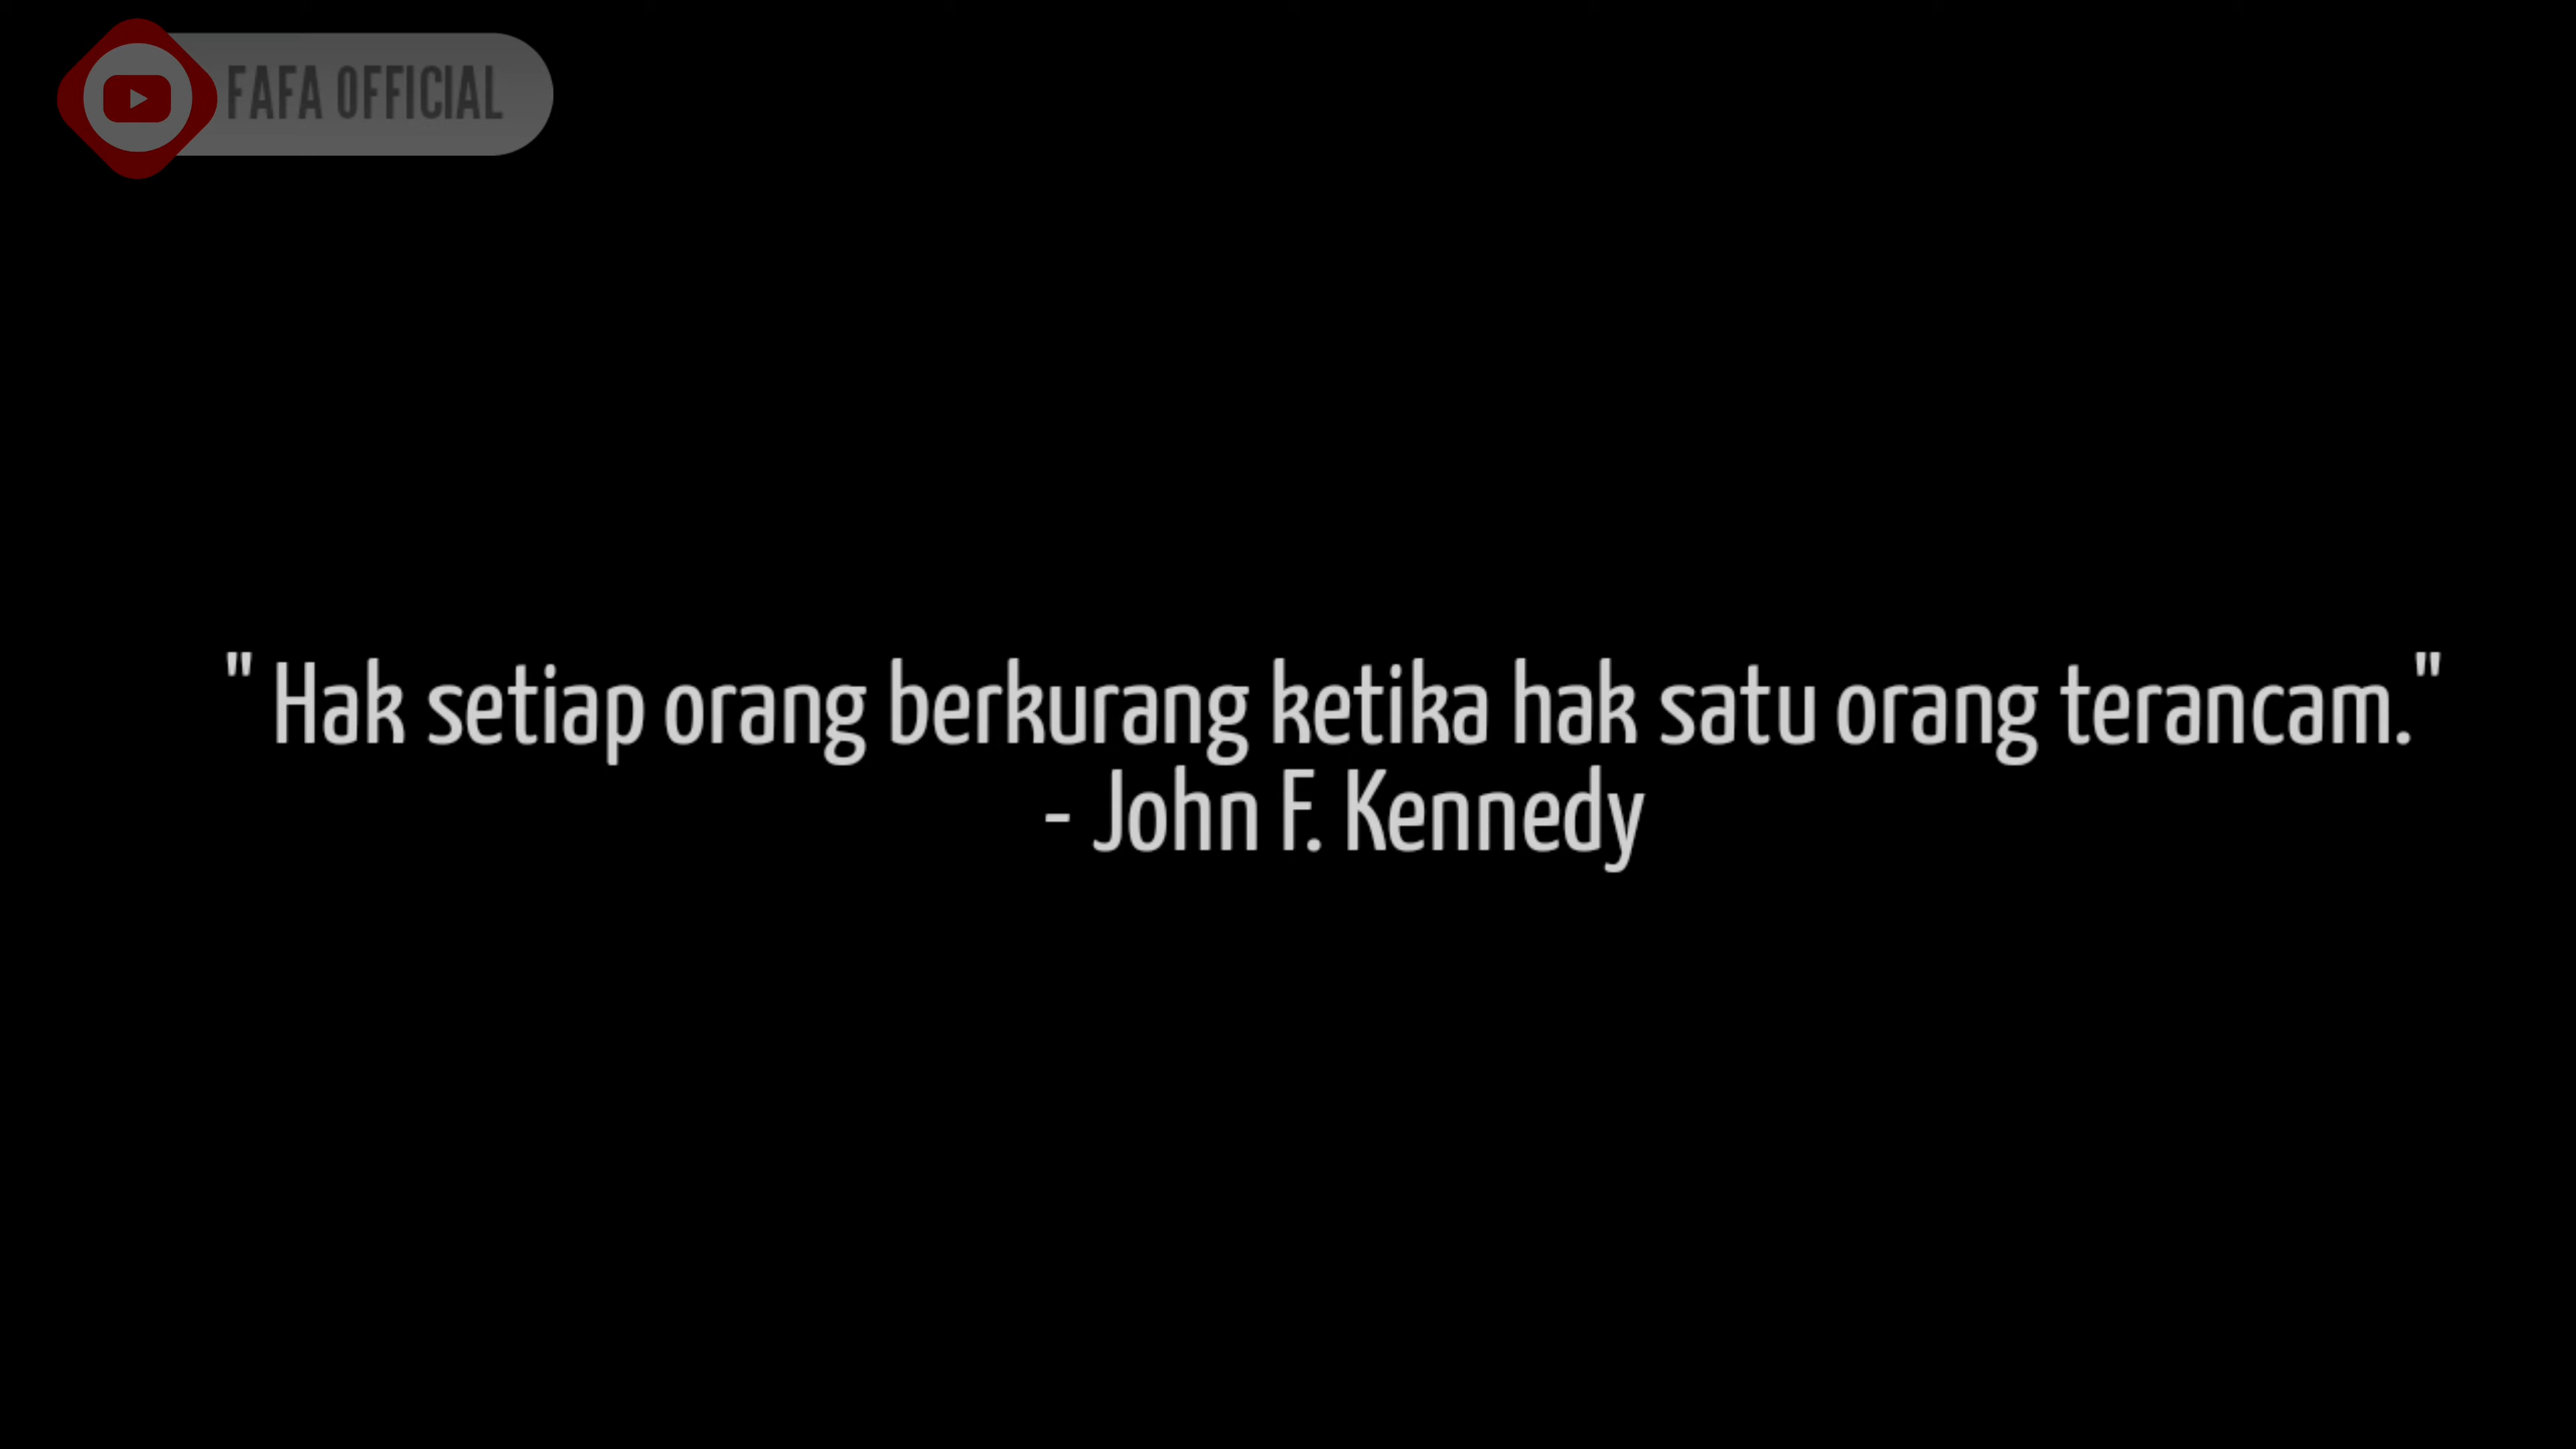 FAFA OFFICIAL
" Hak setiap orang berkurang ketika hak satu orang terancam."
- John F. Kennedy